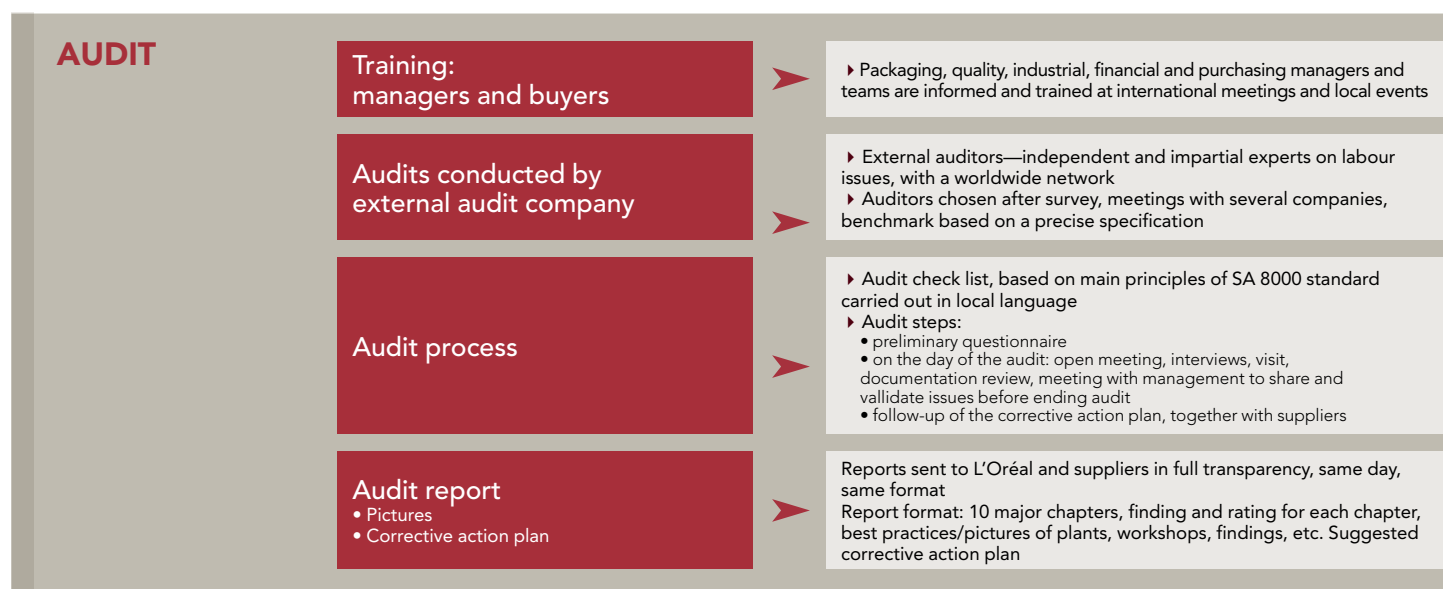 AUDIT
Training:
managers and buyers
Packaging, quality, industrial, financial and purchasing managers and
teams are informed and trained at international meetings and local events
Audits conducted by
external audit company
External auditors—independent and impartial experts on labour
issues, with a worldwide network
Auditors chosen after survey, meetings with several companies,
benchmark based on a precise specification
Audit process
Audit check list, based on main principles of SA 8000 standard
carried out in local language
Audit steps:
• preliminary questionnaire
• on the day of the audit: open meeting, interviews, visit,
documentation review, meeting with management to share and
vallidate issues before ending audit
• follow-up of the corrective action plan, together with suppliers
Audit report
• Pictures
• Corrective action plan
Reports sent to L’Oréal and suppliers in full transparency, same day,
same format
Report format: 10 major chapters, finding and rating for each chapter,
best practices/pictures of plants, workshops, findings, etc. Suggested
corrective action plan